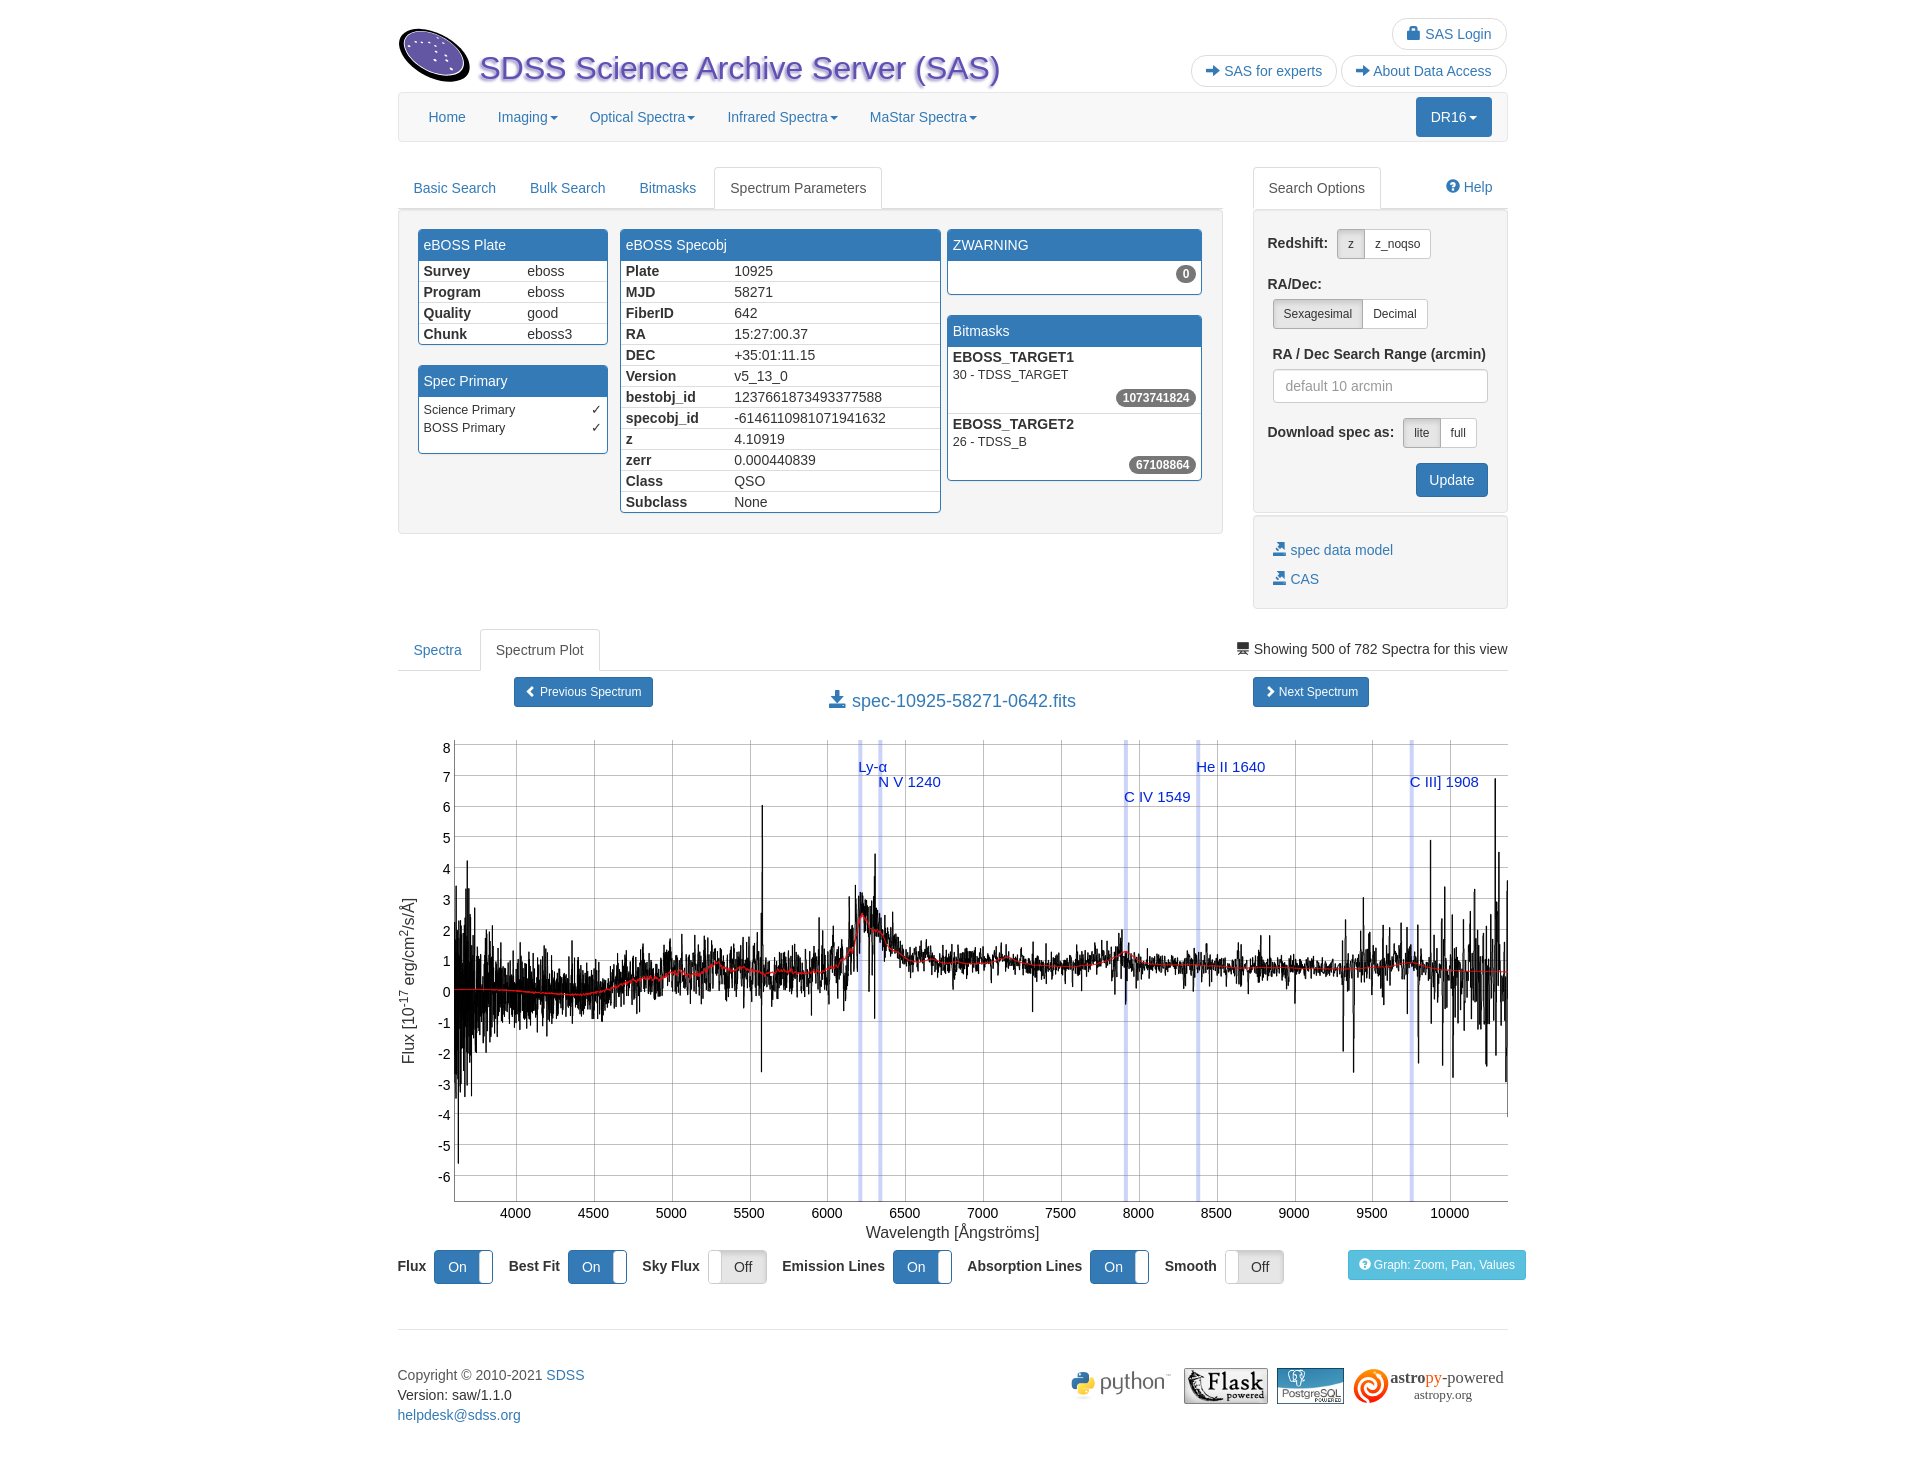 SAS Login
SDSS Science Archive Server (SAS)
SAS for experts
About Data Access
Home
Imaging
Optical Spectra
Infrared Spectra
MaStar Spectra
DR16
Basic Search
Bulk Search
Bitmasks
Spectrum Parameters
Search Options
Help
eBOSS Plate
Survey eboss
Program eboss
Quality good
Chunk eboss3
Spec Primary
Science Primary ✓
BOSS Primary ✓
eBOSS Specobj
Plate 10925
MJD 58271
FiberID 642
RA 15:27:00.37
DEC +35:01:11.15
Version v5_13_0
bestobj_id 1237661873493377588
specobj_id -6146110981071941632
z 4.10919
zerr 0.000440839
Class QSO
Subclass None
ZWARNING
0
Bitmasks
EBOSS_TARGET1
30 - TDSS_TARGET
1073741824
EBOSS_TARGET2
26 - TDSS_B
67108864
Redshift: z z_noqso
RA/Dec:
Sexagesimal Decimal
RA / Dec Search Range (arcmin)
default 10 arcmin
Download spec as: lite full
Update
spec data model
CAS
Spectra
Spectrum Plot
Showing 500 of 782 Spectra for this view
Previous Spectrum
spec-10925-58271-0642.fits
Next Spectrum
8
7
6
5
4
3
2
1
0
-1
-2
-3
-4
-5
-6
Flux [10-17 erg/cm2/s/Å]
Ly-α
N V 1240
C IV 1549
He II 1640
C III] 1908
4000 4500 5000 5500 6000 6500 7000 7500 8000 8500 9000 9500 10000
Wavelength [Ångströms]
Flux On Best Fit On Sky Flux Off Emission Lines On Absorption Lines On Smooth Off
Graph: Zoom, Pan, Values
Copyright © 2010-2021 SDSS
Version: saw/1.1.0
helpdesk@sdss.org
python
Flask
powered
PostgreSQL
POWERED
astropy-powered
astropy.org